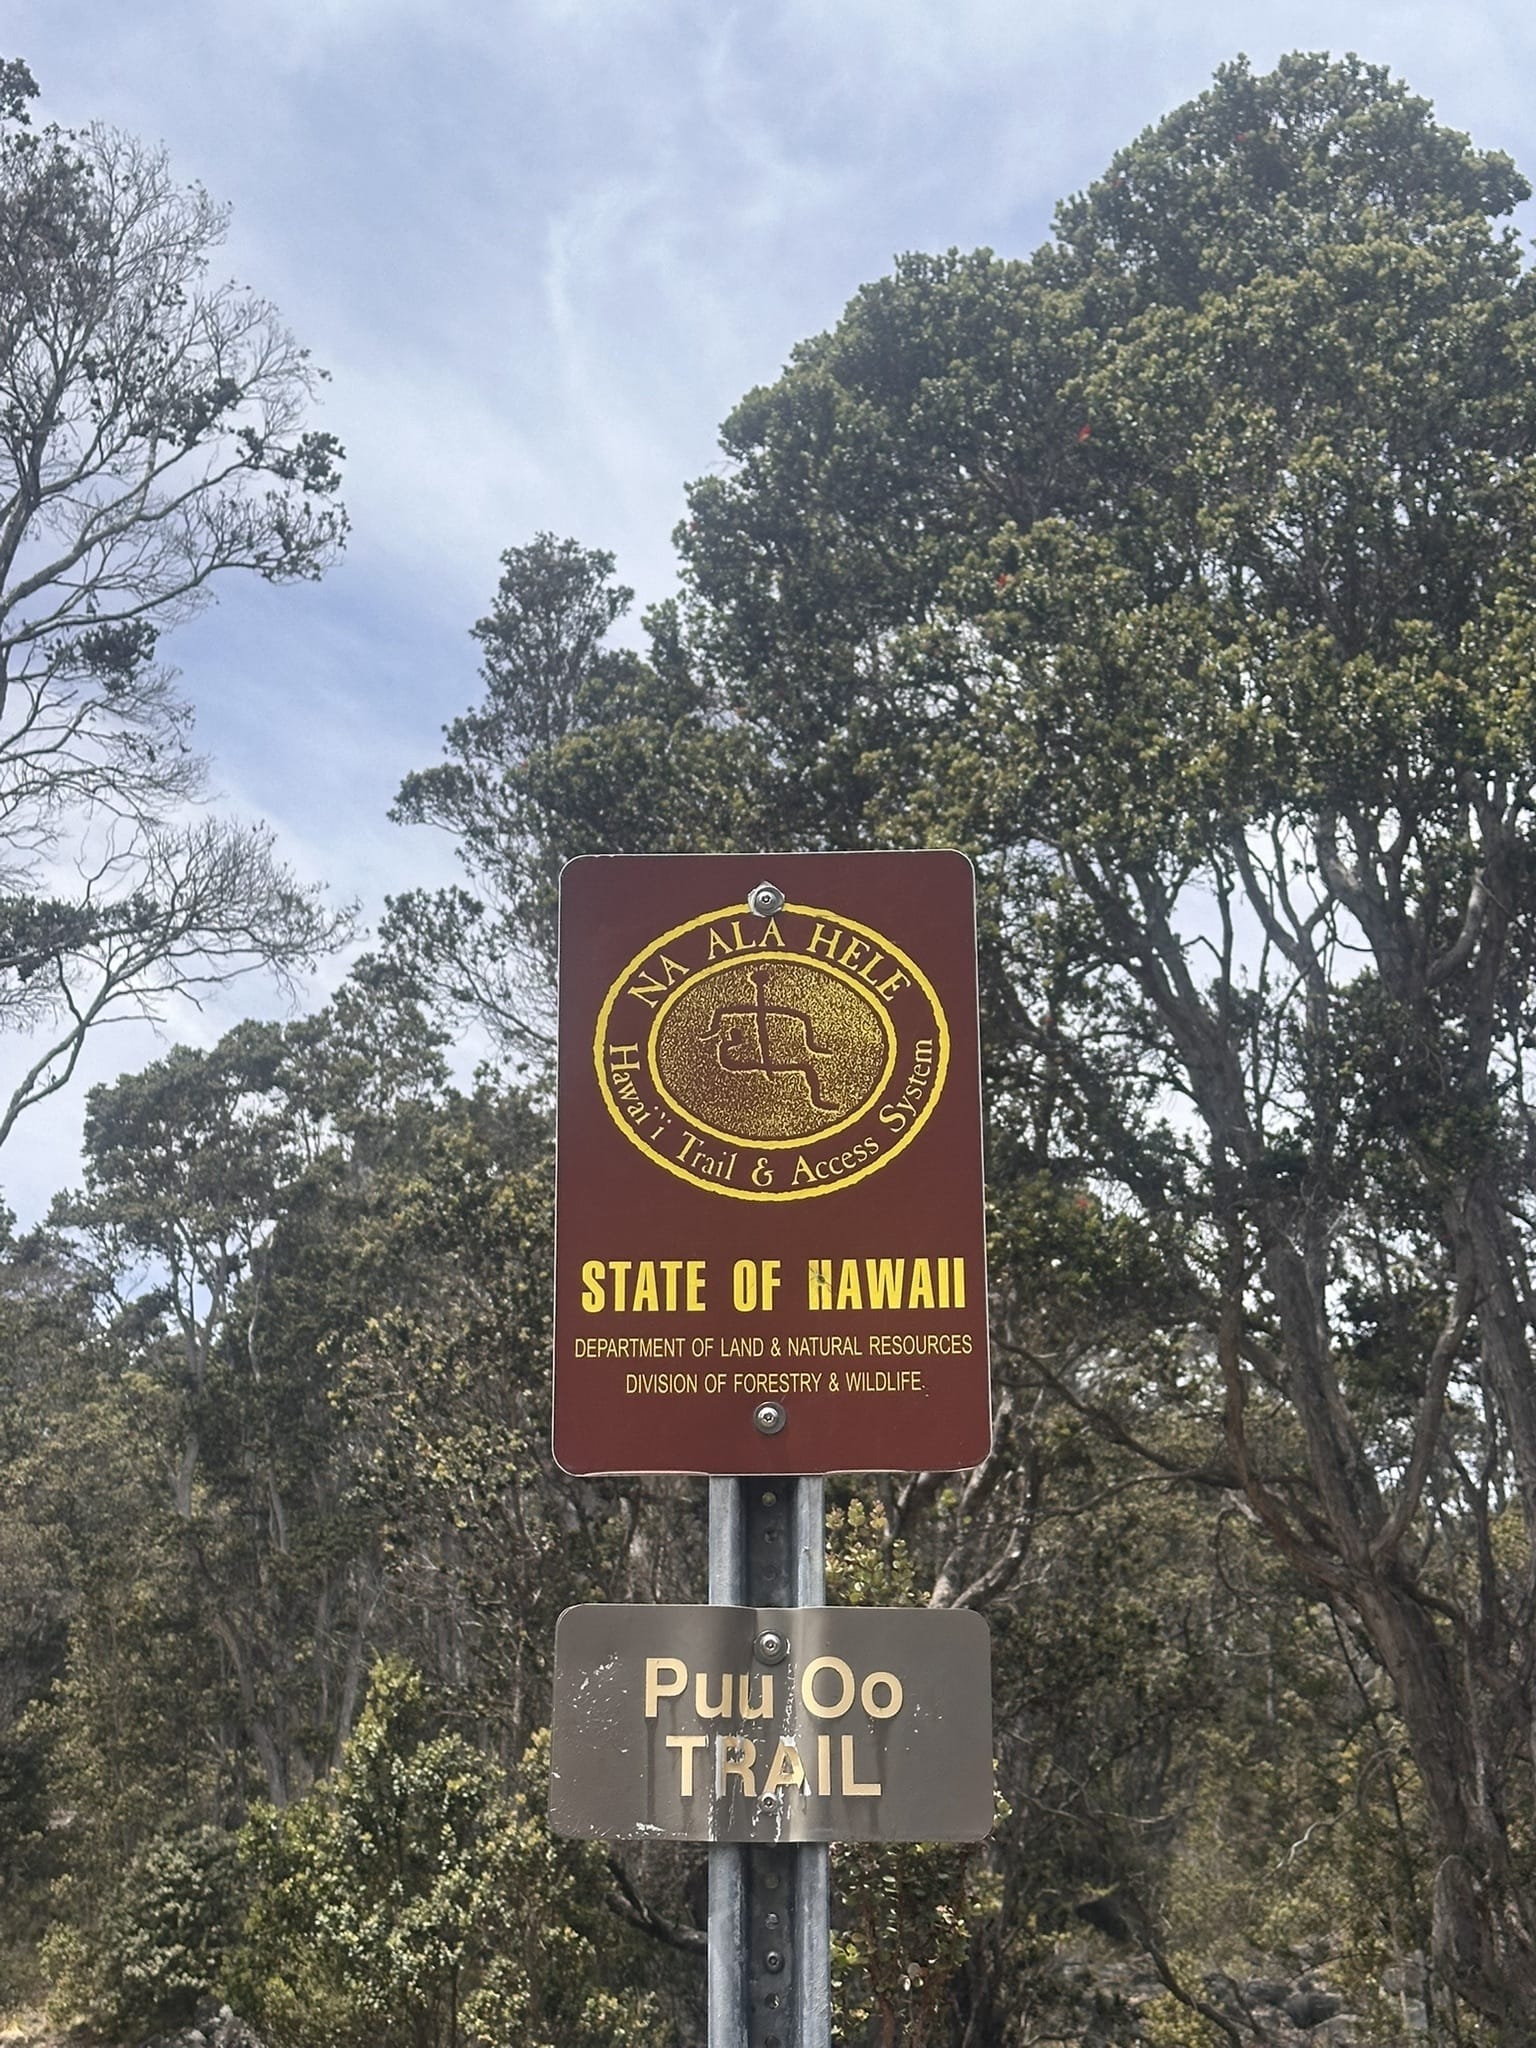 NA ALA HELE
Hawai'i Trail & Access System
STATE OF HAWAII
DEPARTMENT OF LAND & NATURAL RESOURCES
DIVISION OF FORESTRY & WILDLIFE
Puu Oo
TRAIL